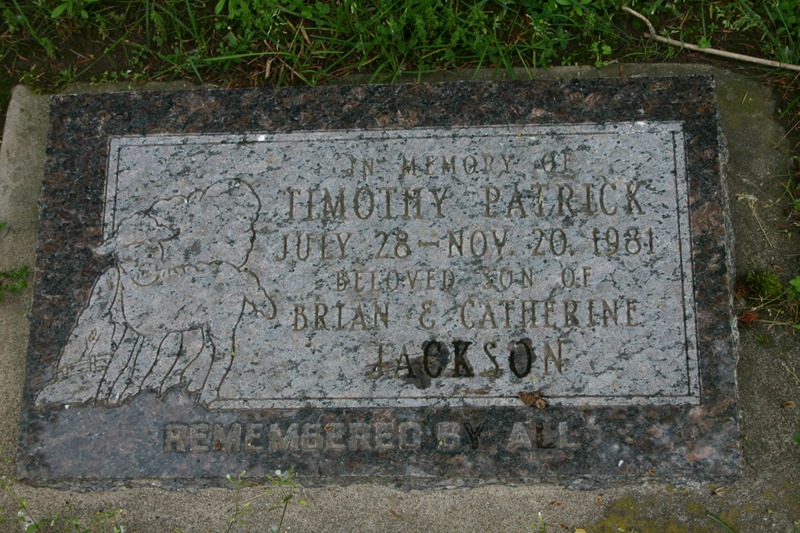 IN MEMORY OF
TIMOTHY PATRICK
JULY 28 - NOV. 20. 1981
BELOVED SON OF
BRIAN & CATHERINE
JACKSON
REMEMBERED BY ALL